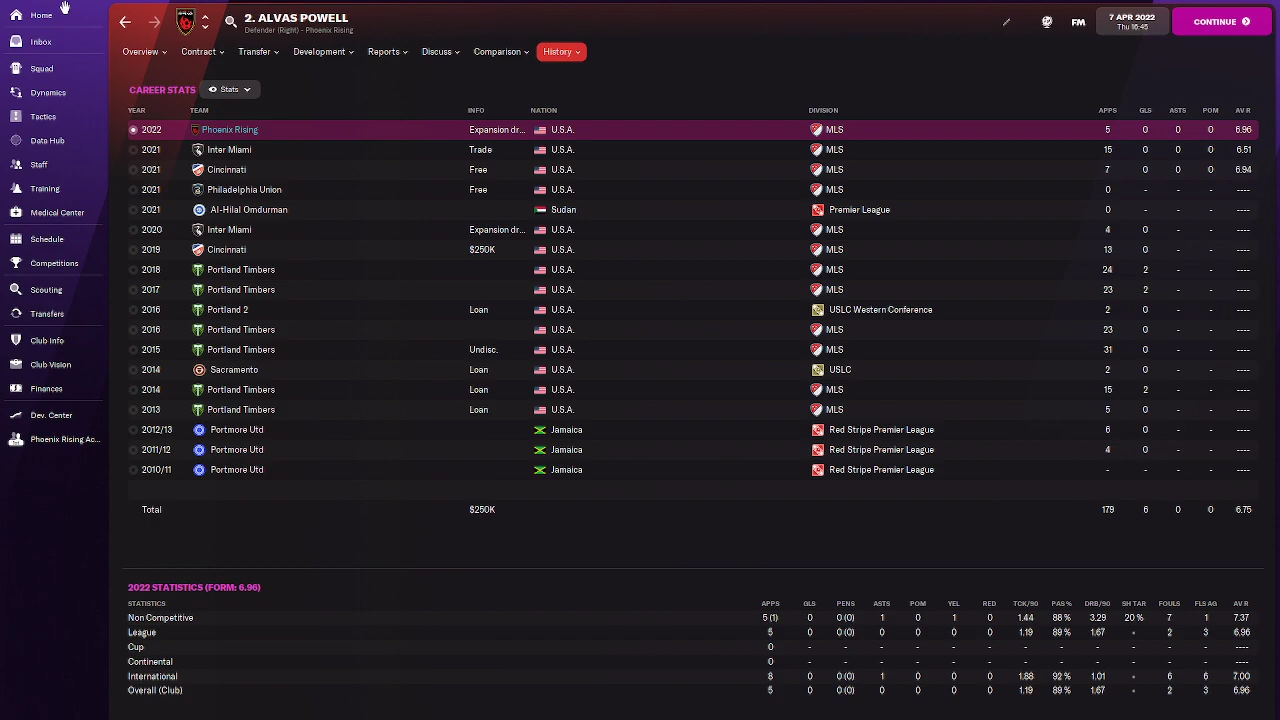 Home
2. ALVAS POWELL
Defender (Right) - Phoenix Rising
FM
7 APR 2022
Thu 16:45
CONTINUE
Inbox
Squad
Dynamics
Tactics
Data Hub
Staff
Training
Medical Center
Schedule
Competitions
Scouting
Transfers
Club Info
Club Vision
Finances
Dev. Center
Phoenix Rising Ac...
Overview Contract Transfer Development Reports Discuss Comparison History
CAREER STATS Stats
YEAR TEAM INFO NATION DIVISION APPS GLS ASTS POM AV R
2022 Phoenix Rising Expansion dr... U.S.A. MLS 5 0 0 0 6.96
2021 Inter Miami Trade U.S.A. MLS 15 0 0 0 6.51
2021 Cincinnati Free U.S.A. MLS 7 0 0 0 6.94
2021 Philadelphia Union Free U.S.A. MLS 0 - - - ----
2021 Al-Hilal Omdurman Sudan Premier League 0 - - - ----
2020 Inter Miami Expansion dr... U.S.A. MLS 4 0 - - ----
2019 Cincinnati $250K U.S.A. MLS 13 0 - - ----
2018 Portland Timbers U.S.A. MLS 24 2 - - ----
2017 Portland Timbers U.S.A. MLS 23 2 - - ----
2016 Portland 2 Loan U.S.A. USLC Western Conference 2 0 - - ----
2016 Portland Timbers U.S.A. MLS 23 0 - - ----
2015 Portland Timbers Undisc. U.S.A. MLS 31 0 - - ----
2014 Sacramento Loan U.S.A. USLC 2 0 - - ----
2014 Portland Timbers Loan U.S.A. MLS 15 2 - - ----
2013 Portland Timbers Loan U.S.A. MLS 5 0 - - ----
2012/13 Portmore Utd Jamaica Red Stripe Premier League 6 0 - - ----
2011/12 Portmore Utd Jamaica Red Stripe Premier League 4 0 - - ----
2010/11 Portmore Utd Jamaica Red Stripe Premier League - - - - ----
Total $250K 179 6 0 0 6.75
2022 STATISTICS (FORM: 6.96)
STATISTICS APPS GLS PENS ASTS POM YEL RED TCK/90 PAS % DRB/90 SH TAR FOULS FLS AG AV R
Non Competitive 5 (1) 0 0 (0) 1 0 1 0 1.44 88 % 3.29 20 % 7 1 7.37
League 5 0 0 (0) 0 0 0 0 1.19 89 % 1.67 - 2 3 6.96
Cup 0 - - - - - - - - - - - - ----
Continental 0 - - - - - - - - - - - - ----
International 8 0 0 (0) 1 0 0 0 1.88 92 % 1.01 - 6 6 7.00
Overall (Club) 5 0 0 (0) 0 0 0 0 1.19 89 % 1.67 - 2 3 6.96